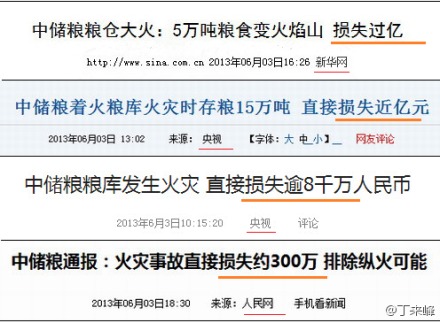 中储粮粮仓大火：5万吨粮食变火焰山 损失过亿
http://www.sina.com.cn 2013年06月03日16:26 新华网
中储粮着火粮库火灾时存粮15万吨 直接损失近亿元
2013年06月03日 13:02 来源：央视 【字体：大 中 小】 网友评论
中储粮粮库发生火灾 直接损失逾8千万人民币
2013年6月3日10:15:20 央视 评论
中储粮通报：火灾事故直接损失约300万 排除纵火可能
2013年06月03日18:30 来源：人民网 手机看新闻
@丁来峰